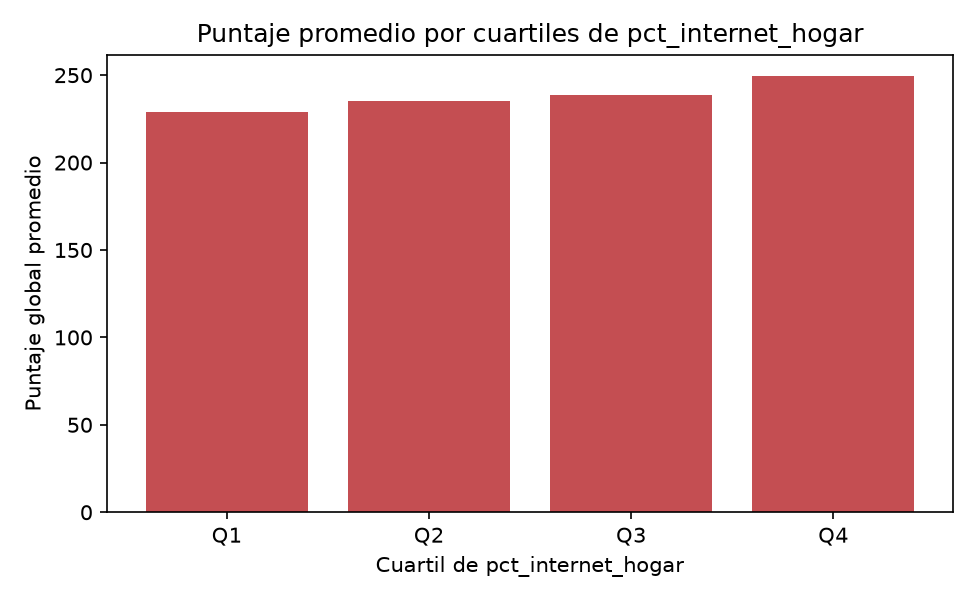 Puntaje promedio por cuartiles de pct_internet_hogar
Puntaje global promedio
250
200
150
100
50
0
Q1 Q2 Q3 Q4
Cuartil de pct_internet_hogar